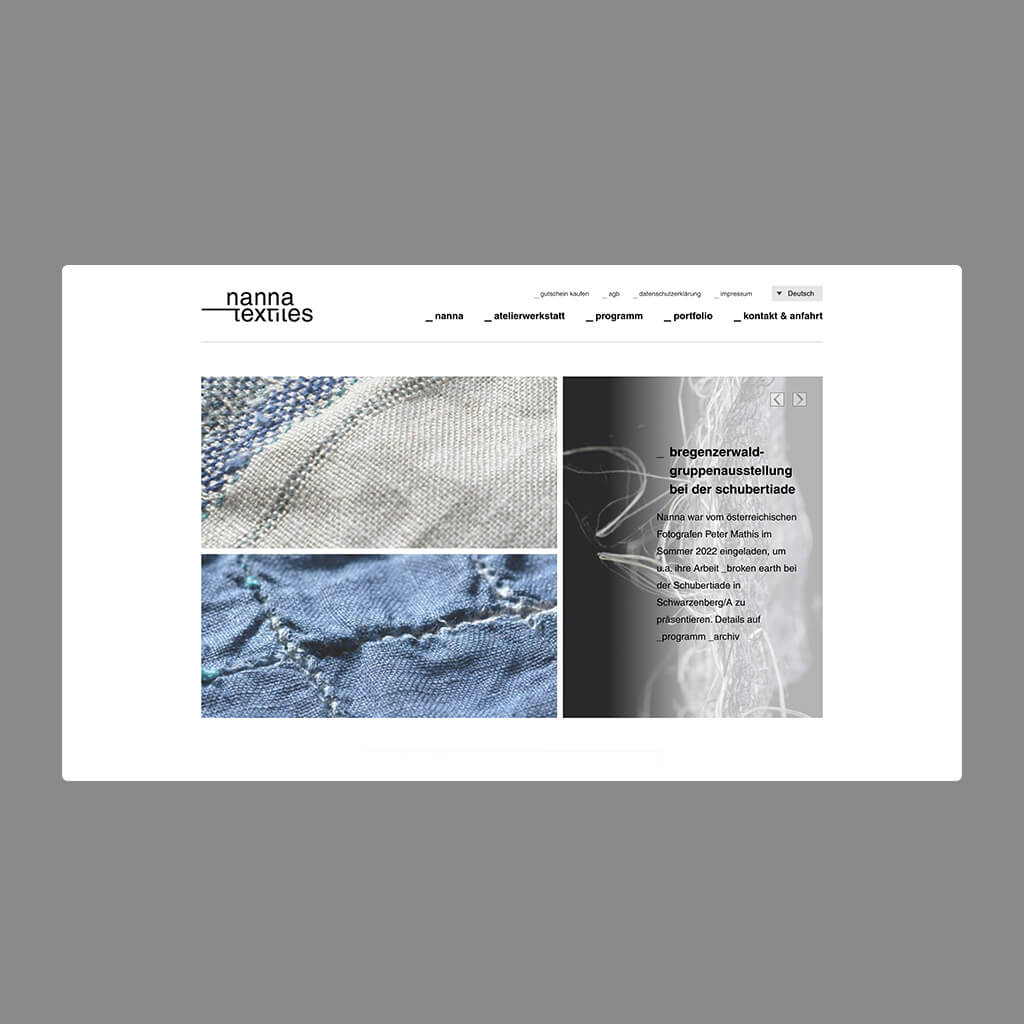 nanna
_textiles
_ gutschein kaufen _ agb _ datenschutzerklärung _ impressum Deutsch
_ nanna _ atelierwerkstatt _ programm _ portfolio _ kontakt & anfahrt
_ bregenzerwald-
gruppenausstellung
bei der schubertiade
Nanna war vom österreichischen
Fotografen Peter Mathis im
Sommer 2022 eingeladen, um
u.a. ihre Arbeit _broken earth bei
der Schubertiade in
Schwarzenberg/A zu
präsentieren. Details auf
_programm _archiv